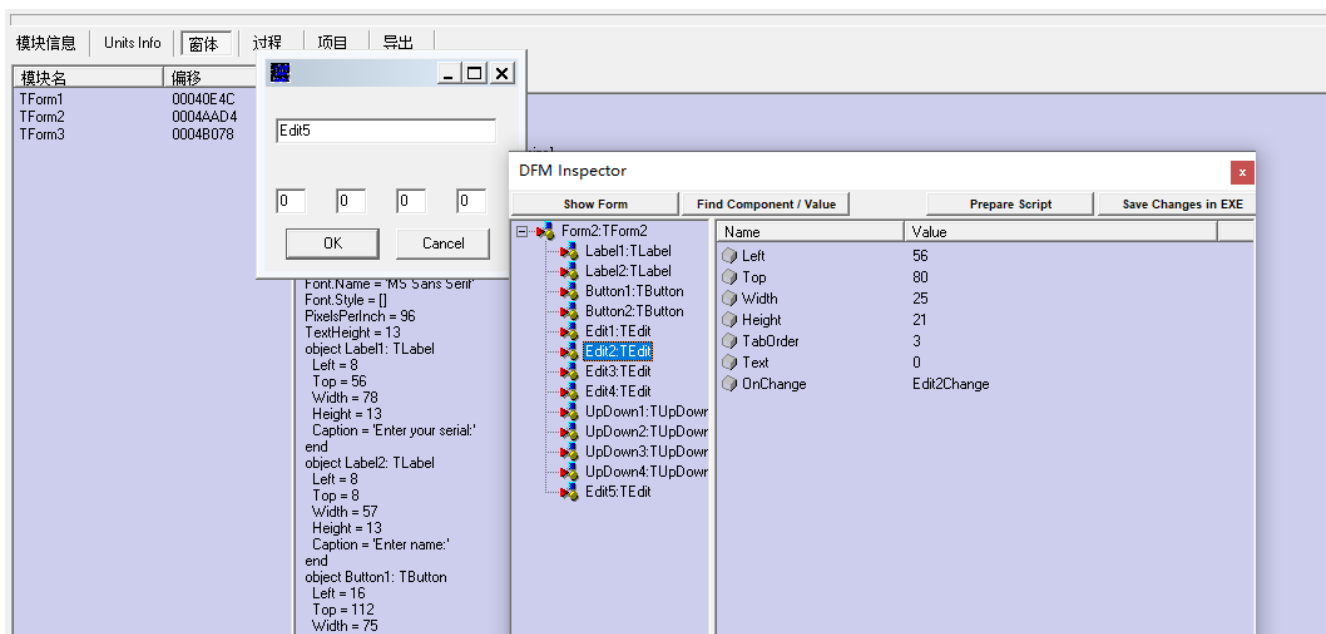 模块信息 Units Info 窗体 过程 项目 导出
模块名 偏移
TForm1 00040E4C
TForm2 0004AAD4
TForm3 0004B078
Edit5
0 0 0 0
OK Cancel
Font.Name = 'MS Sans Serif'
Font.Style = []
PixelsPerInch = 96
TextHeight = 13
object Label1: TLabel
Left = 8
Top = 56
Width = 78
Height = 13
Caption = 'Enter your serial:'
end
object Label2: TLabel
Left = 8
Top = 8
Width = 57
Height = 13
Caption = 'Enter name:'
end
object Button1: TButton
Left = 16
Top = 112
Width = 75
DFM Inspector
x
Show Form Find Component / Value Prepare Script Save Changes in EXE
Form2:TForm2
Label1:TLabel
Label2:TLabel
Button1:TButton
Button2:TButton
Edit1:TEdit
Edit2:TEdit
Edit3:TEdit
Edit4:TEdit
UpDown1:TUpDown
UpDown2:TUpDown
UpDown3:TUpDown
UpDown4:TUpDown
Edit5:TEdit
Name Value
Left 56
Top 80
Width 25
Height 21
TabOrder 3
Text 0
OnChange Edit2Change